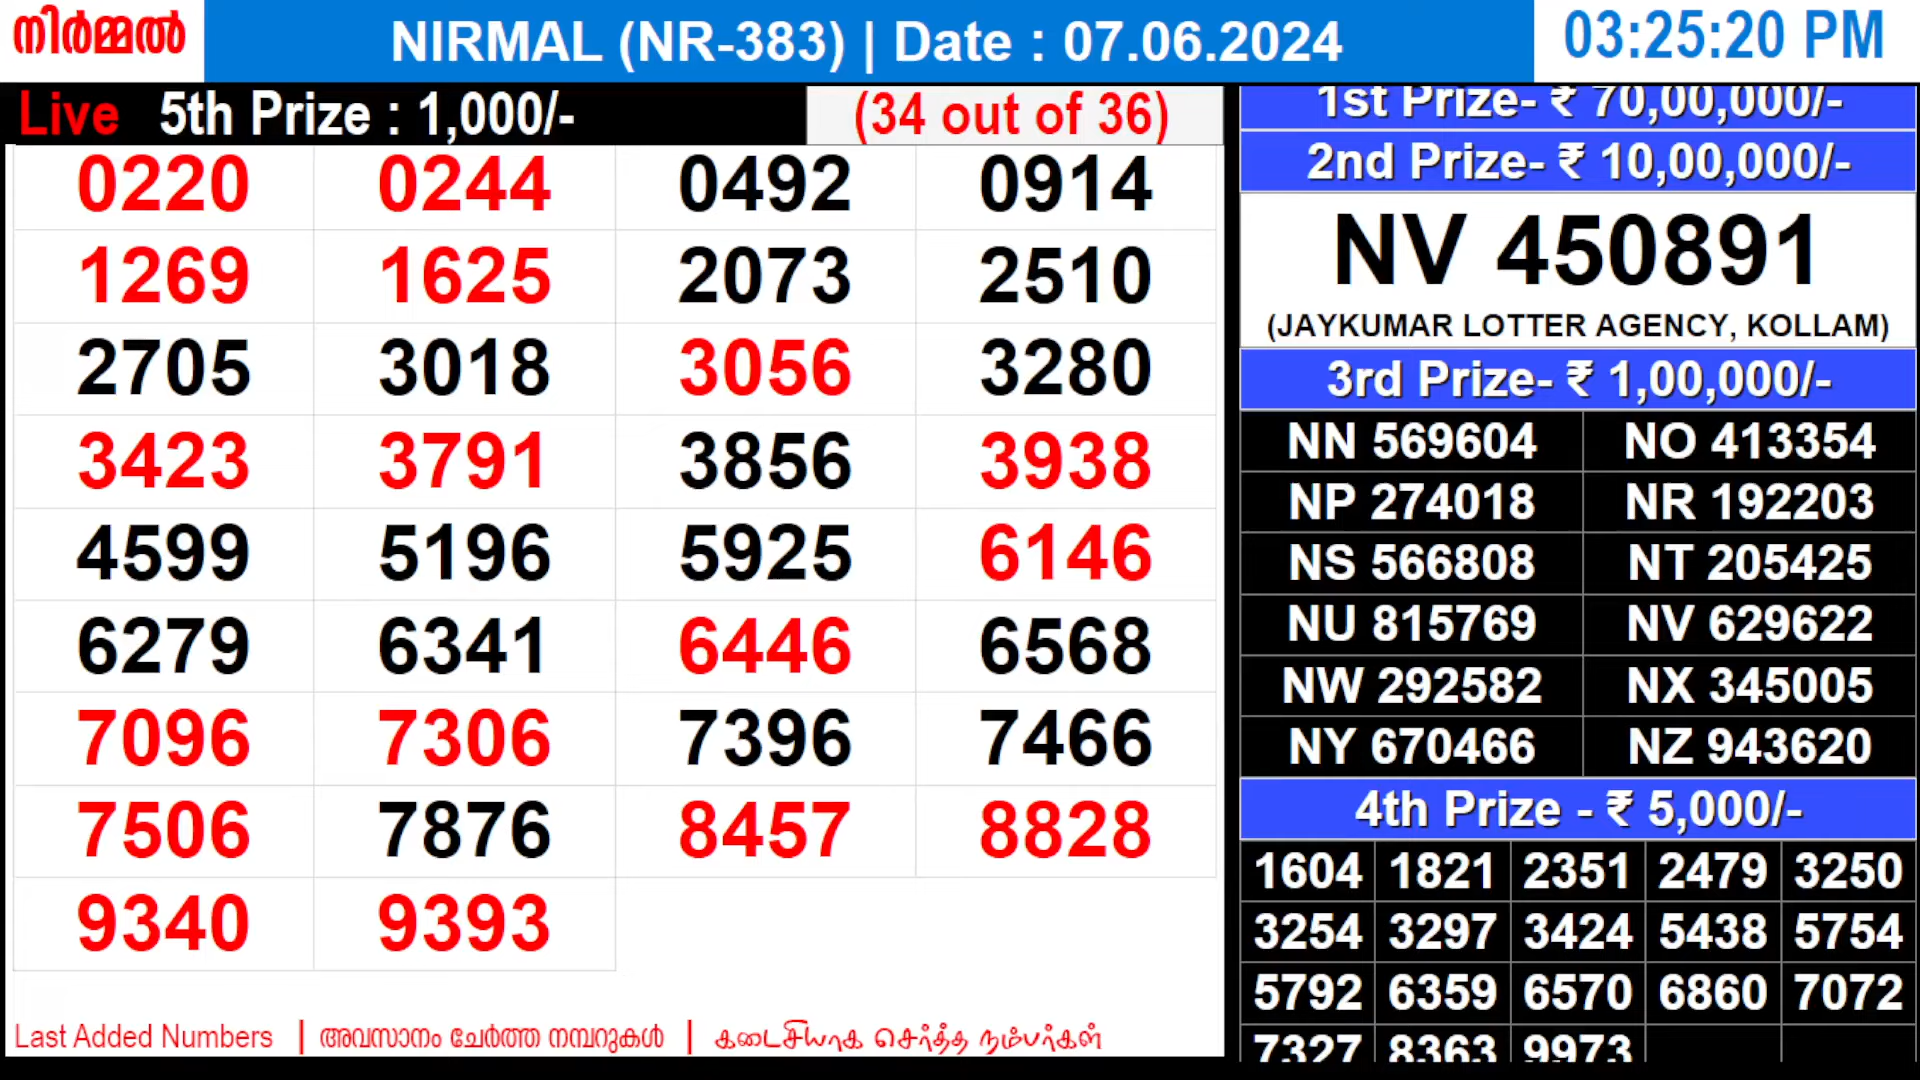 നിർമ്മൽ
NIRMAL (NR-383) | Date : 07.06.2024
03:25:20 PM
Live 5th Prize : 1,000/- (34 out of 36)
0220 0244 0492 0914
1269 1625 2073 2510
2705 3018 3056 3280
3423 3791 3856 3938
4599 5196 5925 6146
6279 6341 6446 6568
7096 7306 7396 7466
7506 7876 8457 8828
9340 9393
Last Added Numbers | അവസാനം ചേർത്ത നമ്പറുകൾ | கடைசியாக சேர்த்த நம்பர்கள்
1st Prize- ₹ 70,00,000/-
2nd Prize- ₹ 10,00,000/-
NV 450891
(JAYKUMAR LOTTER AGENCY, KOLLAM)
3rd Prize- ₹ 1,00,000/-
NN 569604 NO 413354
NP 274018 NR 192203
NS 566808 NT 205425
NU 815769 NV 629622
NW 292582 NX 345005
NY 670466 NZ 943620
4th Prize - ₹ 5,000/-
1604 1821 2351 2479 3250
3254 3297 3424 5438 5754
5792 6359 6570 6860 7072
7327 8363 9973